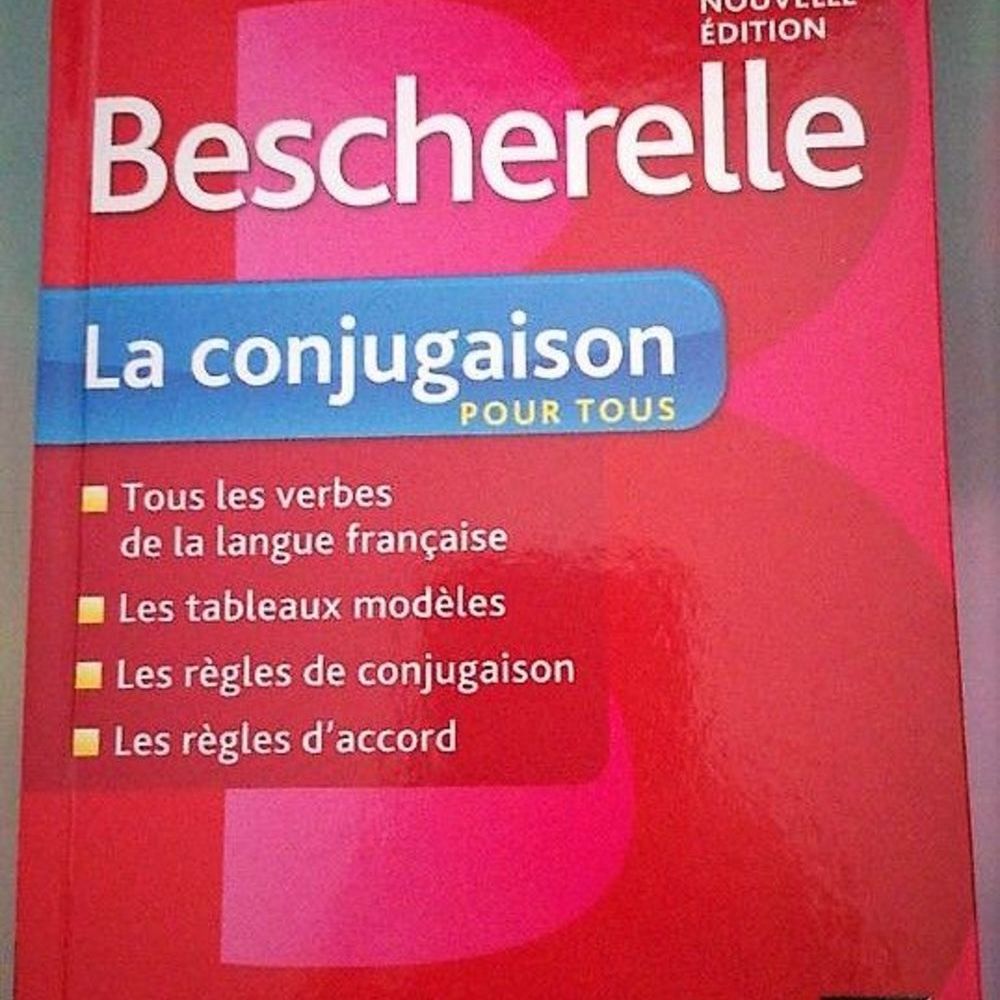 NOUVELLE
ÉDITION
Bescherelle
La conjugaison
POUR TOUS
Tous les verbes
de la langue française
Les tableaux modèles
Les règles de conjugaison
Les règles d'accord